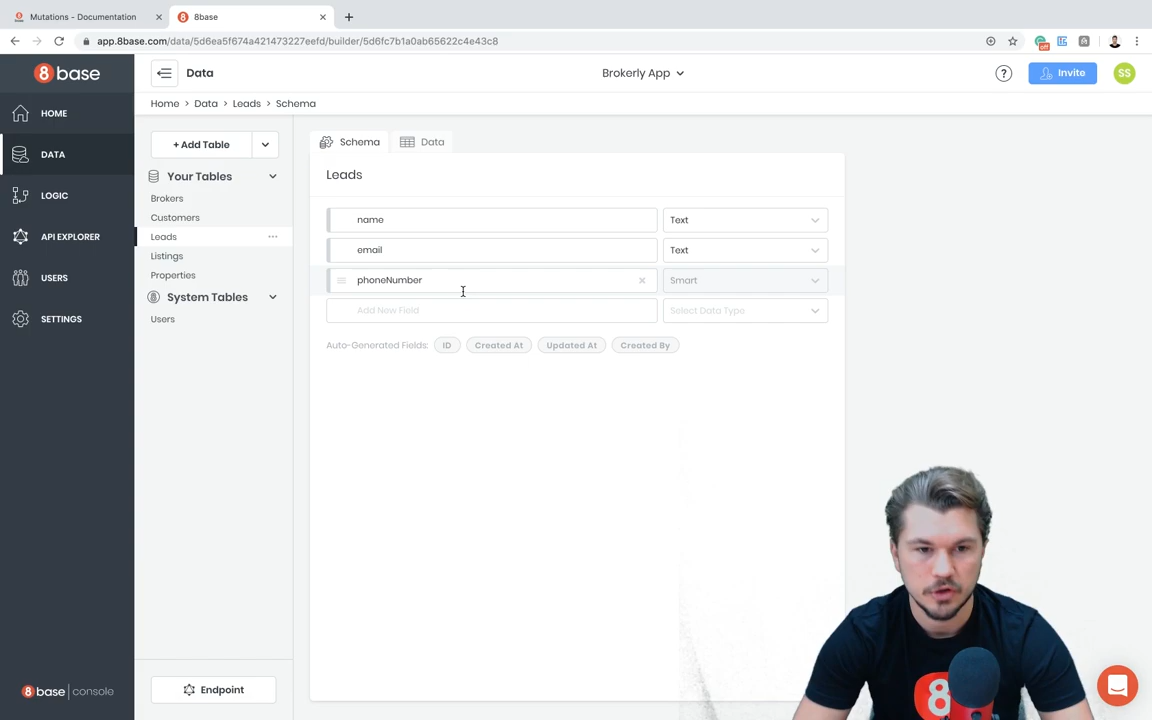 Mutations - Documentation
8base
app.8base.com/data/5d6ea5f674a421473227eefd/builder/5d6fc7b1a0ab65622c4e43c8
off
8base
Data
Brokerly App
?
Invite
SS
Home > Data > Leads > Schema
HOME
DATA
LOGIC
API EXPLORER
USERS
SETTINGS
+ Add Table
Your Tables
Brokers
Customers
Leads
Listings
Properties
System Tables
Users
Schema
Data
Leads
name
Text
email
Text
phoneNumber
Smart
Add New Field
Select Data Type
Auto-Generated Fields:
ID
Created At
Updated At
Created By
8base | console
Endpoint
8